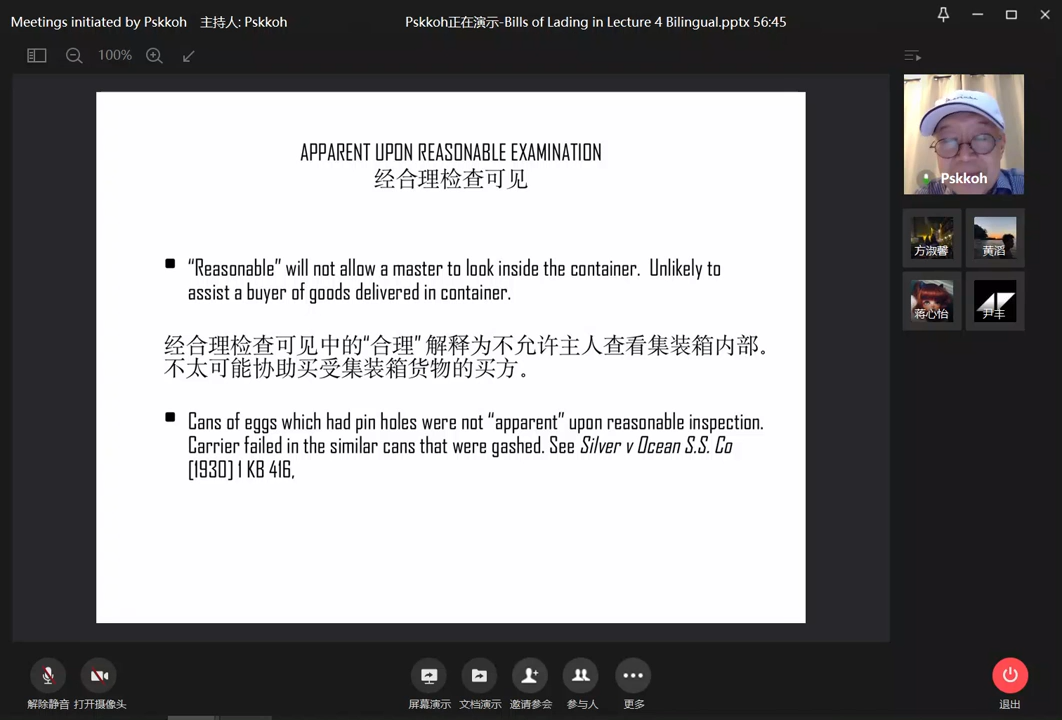 Meetings initiated by Pskkoh 主持人: Pskkoh
Pskkoh正在演示-Bills of Lading in Lecture 4 Bilingual.pptx 56:45
100%
APPARENT UPON REASONABLE EXAMINATION
经合理检查可见
“Reasonable” will not allow a master to look inside the container. Unlikely to
assist a buyer of goods delivered in container.
经合理检查可见中的“合理” 解释为不允许主人查看集装箱内部。
不太可能协助买受集装箱货物的买方。
Cans of eggs which had pin holes were not “apparent” upon reasonable inspection.
Carrier failed in the similar cans that were gashed. See Silver v Ocean S.S. Co
[1930] 1 KB 416,
Pskkoh
方淑馨
黄滔
蒋心怡
尹丰
解除静音
打开摄像头
屏幕演示
文档演示
邀请参会
参与人
更多
退出